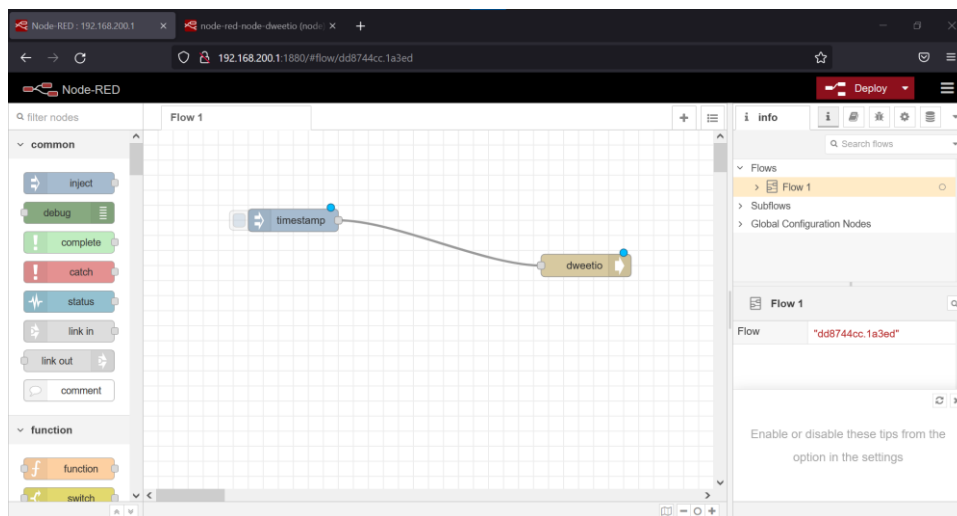 Node-RED : 192.168.200.1
node-red-node-dweetio (node
192.168.200.1:1880/#flow/dd8744cc.1a3ed
Node-RED
Deploy
filter nodes
Flow 1
i info
Search flows
common
inject
debug
complete
catch
status
link in
link out
comment
function
function
switch
timestamp
dweetio
Flows
Flow 1
Subflows
Global Configuration Nodes
Flow 1
Flow "dd8744cc.1a3ed"
Enable or disable these tips from the
option in the settings